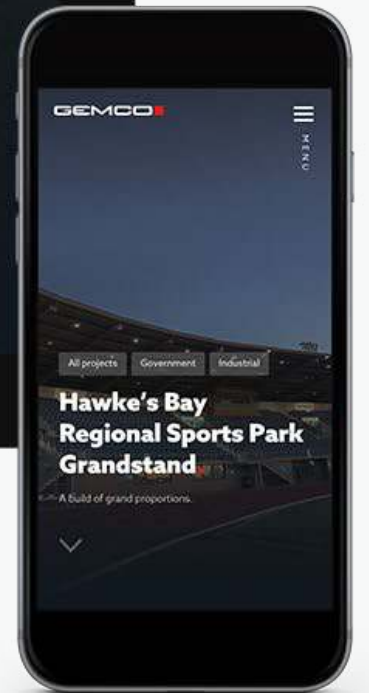 GEMCO
MENU
All projects Government Industrial
Hawke's Bay
Regional Sports Park
Grandstand
A build of grand proportions.